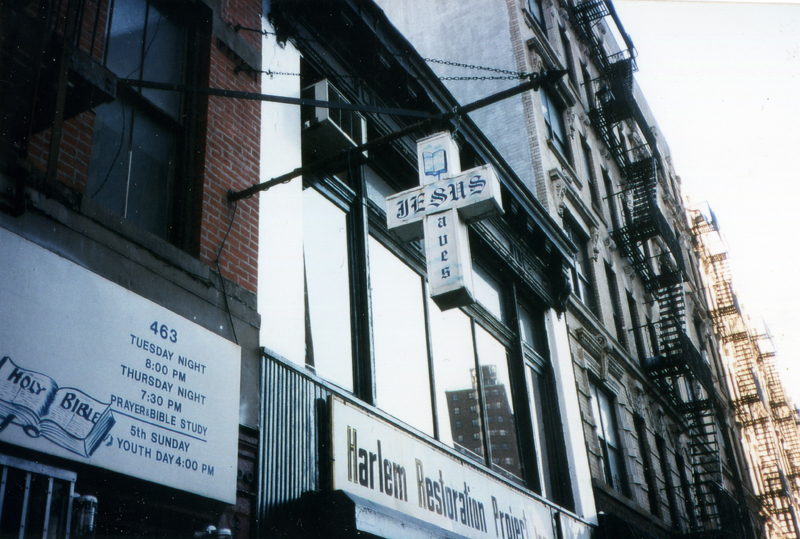 463
TUESDAY NIGHT
8:00 PM
THURSDAY NIGHT
7:30 PM
PRAYER & BIBLE STUDY
5th SUNDAY
YOUTH DAY 4:00 PM
HOLY BIBLE
JESUS
aves
Harlem Restoration Project